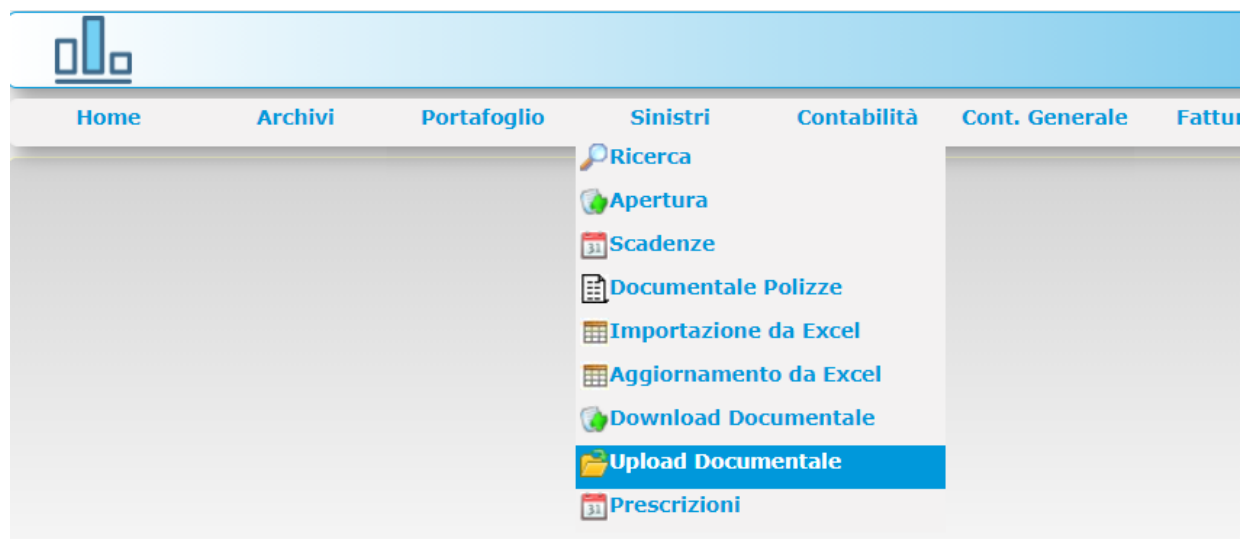 Home Archivi Portafoglio Sinistri Contabilità Cont. Generale Fattur
Ricerca
Apertura
Scadenze
Documentale Polizze
Importazione da Excel
Aggiornamento da Excel
Download Documentale
Upload Documentale
Prescrizioni